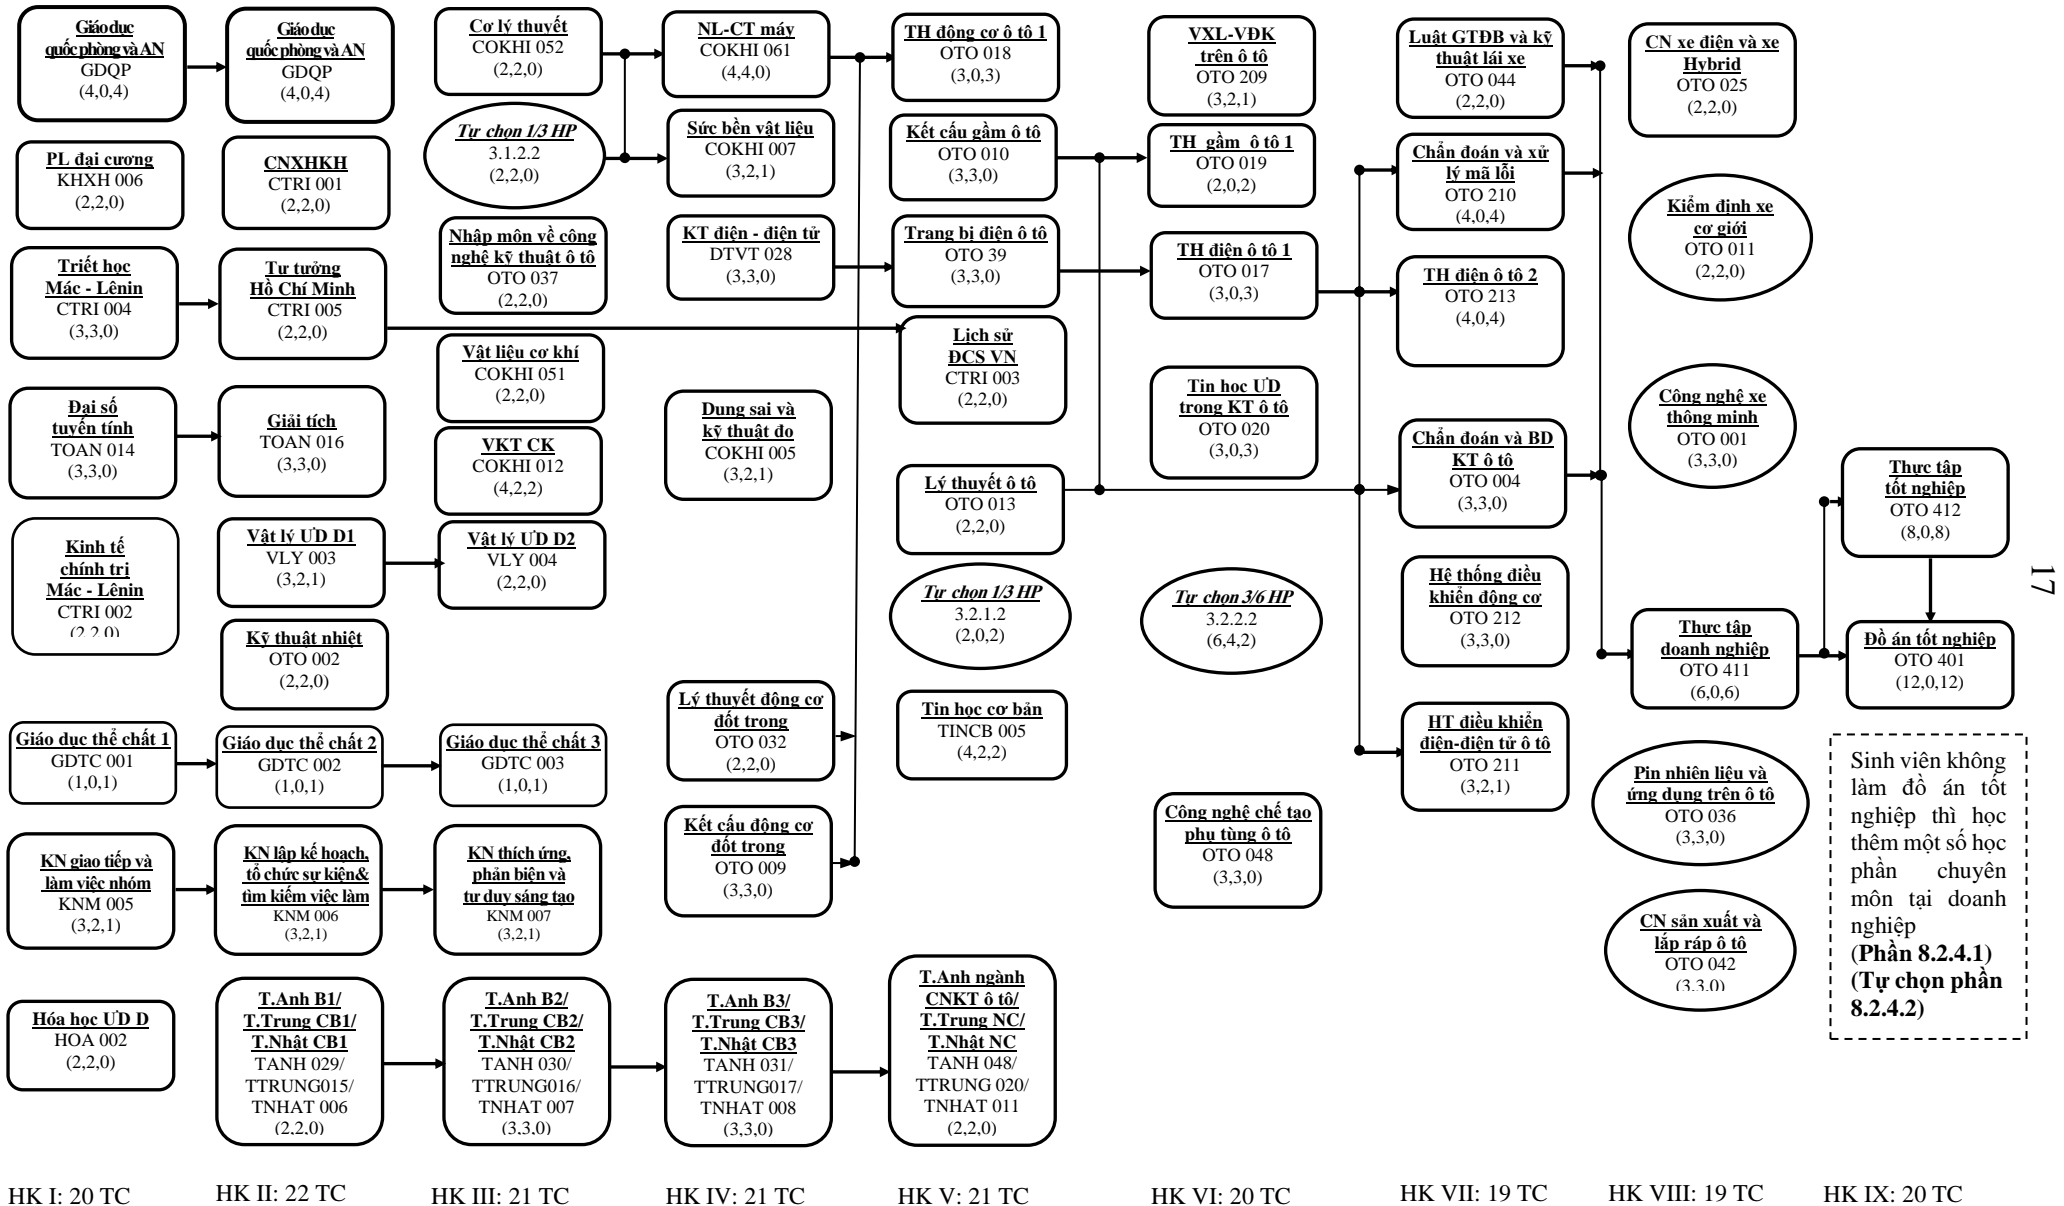 Giáo dục
quốc phòng và AN
GDQP
(4,0,4)
PL đại cương
KHXH 006
(2,2,0)
Triết học
Mác - Lênin
CTRI 004
(3,3,0)
Đại số
tuyến tính
TOAN 014
(3,3,0)
Kinh tế
chính trị
Mác - Lênin
CTRI 002
(2,2,0)
Giáo dục thể chất 1
GDTC 001
(1,0,1)
KN giao tiếp và
làm việc nhóm
KNM 005
(3,2,1)
Hóa học ƯD D
HOA 002
(2,2,0)
HK I: 20 TC
Giáo dục
quốc phòng và AN
GDQP
(4,0,4)
CNXHKH
CTRI 001
(2,2,0)
Tư tưởng
Hồ Chí Minh
CTRI 005
(2,2,0)
Giải tích
TOAN 016
(3,3,0)
Vật lý ƯD D1
VLY 003
(3,2,1)
Kỹ thuật nhiệt
OTO 002
(2,2,0)
Giáo dục thể chất 2
GDTC 002
(1,0,1)
KN lập kế hoạch,
tổ chức sự kiện&
tìm kiếm việc làm
KNM 006
(3,2,1)
T.Anh B1/
T.Trung CB1/
T.Nhật CB1
TANH 029/
TTRUNG015/
TNHAT 006
(2,2,0)
HK II: 22 TC
Cơ lý thuyết
COKHI 052
(2,2,0)
Tự chọn 1/3 HP
3.1.2.2
(2,2,0)
Nhập môn về công
nghệ kỹ thuật ô tô
OTO 037
(2,2,0)
Vật liệu cơ khí
COKHI 051
(2,2,0)
VKT CK
COKHI 012
(4,2,2)
Vật lý ƯD D2
VLY 004
(2,2,0)
Giáo dục thể chất 3
GDTC 003
(1,0,1)
KN thích ứng,
phản biện và
tư duy sáng tạo
KNM 007
(3,2,1)
T.Anh B2/
T.Trung CB2/
T.Nhật CB2
TANH 030/
TTRUNG016/
TNHAT 007
(3,3,0)
HK III: 21 TC
NL-CT máy
COKHI 061
(4,4,0)
Sức bền vật liệu
COKHI 007
(3,2,1)
KT điện - điện tử
DTVT 028
(3,3,0)
Dung sai và
kỹ thuật đo
COKHI 005
(3,2,1)
Lý thuyết động cơ
đốt trong
OTO 032
(2,2,0)
Kết cấu động cơ
đốt trong
OTO 009
(3,3,0)
T.Anh B3/
T.Trung CB3/
T.Nhật CB3
TANH 031/
TTRUNG017/
TNHAT 008
(3,3,0)
HK IV: 21 TC
TH động cơ ô tô 1
OTO 018
(3,0,3)
Kết cấu gầm ô tô
OTO 010
(3,3,0)
Trang bị điện ô tô
OTO 39
(3,3,0)
Lịch sử
ĐCS VN
CTRI 003
(2,2,0)
Lý thuyết ô tô
OTO 013
(2,2,0)
Tự chọn 1/3 HP
3.2.1.2
(2,0,2)
Tin học cơ bản
TINCB 005
(4,2,2)
T.Anh ngành
CNKT ô tô/
T.Trung NC/
T.Nhật NC
TANH 048/
TTRUNG 020/
TNHAT 011
(2,2,0)
HK V: 21 TC
VXL-VĐK
trên ô tô
OTO 209
(3,2,1)
TH gầm ô tô 1
OTO 019
(2,0,2)
TH điện ô tô 1
OTO 017
(3,0,3)
Tin học ƯD
trong KT ô tô
OTO 020
(3,0,3)
Tự chọn 3/6 HP
3.2.2.2
(6,4,2)
Công nghệ chế tạo
phụ tùng ô tô
OTO 048
(3,3,0)
HK VI: 20 TC
Luật GTĐB và kỹ
thuật lái xe
OTO 044
(2,2,0)
Chẩn đoán và xử
lý mã lỗi
OTO 210
(4,0,4)
TH điện ô tô 2
OTO 213
(4,0,4)
Chẩn đoán và BD
KT ô tô
OTO 004
(3,3,0)
Hệ thống điều
khiển động cơ
OTO 212
(3,3,0)
HT điều khiển
điện-điện tử ô tô
OTO 211
(3,2,1)
HK VII: 19 TC
CN xe điện và xe
Hybrid
OTO 025
(2,2,0)
Kiểm định xe
cơ giới
OTO 011
(2,2,0)
Công nghệ xe
thông minh
OTO 001
(3,3,0)
Thực tập
doanh nghiệp
OTO 411
(6,0,6)
Pin nhiên liệu và
ứng dụng trên ô tô
OTO 036
(3,3,0)
CN sản xuất và
lắp ráp ô tô
OTO 042
(3,3,0)
HK VIII: 19 TC
Thực tập
tốt nghiệp
OTO 412
(8,0,8)
Đồ án tốt nghiệp
OTO 401
(12,0,12)
Sinh viên không
làm đồ án tốt
nghiệp thì học
thêm một số học
phần chuyên
môn tại doanh
nghiệp
(Phần 8.2.4.1)
(Tự chọn phần
8.2.4.2)
HK IX: 20 TC
17